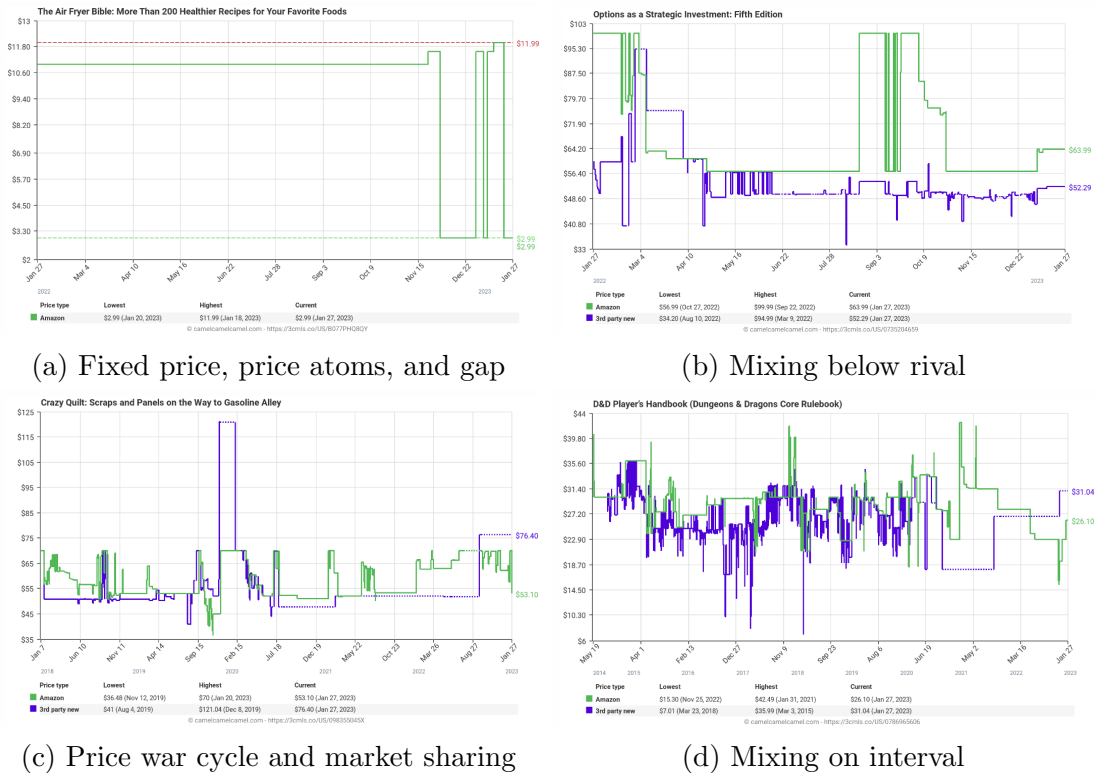 The Air Fryer Bible: More Than 200 Healthier Recipes for Your Favorite Foods
$13
$11.80
$10.60
$9.40
$8.20
$6.90
$5.70
$4.50
$3.30
$2
$11.99
$2.99
$2.99
Jan 27
Mar 4
Apr 10
May 16
Jun 22
Jul 28
Sep 3
Oct 9
Nov 15
Dec 22
Jan 27
2022
2023
Price type Lowest Highest Current
Amazon $2.99 (Jan 20, 2023) $11.99 (Jan 18, 2023) $2.99 (Jan 27, 2023)
© camelcamelcamel.com - https://3cmls.co/US/B077PHQ8QY
(a) Fixed price, price atoms, and gap
Options as a Strategic Investment: Fifth Edition
$103
$95.30
$87.50
$79.70
$71.90
$64.20
$56.40
$48.60
$40.80
$33
$63.99
$52.29
Jan 27
Mar 4
Apr 10
May 16
Jun 22
Jul 28
Sep 3
Oct 9
Nov 15
Dec 22
Jan 27
2022
2023
Price type Lowest Highest Current
Amazon $56.99 (Oct 27, 2022) $99.99 (Sep 22, 2022) $63.99 (Jan 27, 2023)
3rd party new $34.20 (Aug 10, 2022) $94.99 (Mar 9, 2022) $52.29 (Jan 27, 2023)
© camelcamelcamel.com - https://3cmls.co/US/0735204659
(b) Mixing below rival
Crazy Quilt: Scraps and Panels on the Way to Gasoline Alley
$125
$115
$105
$95
$85
$75
$65
$55
$45
$35
$76.40
$53.10
Jan 7
Jun 10
Nov 11
Apr 14
Sep 15
Feb 15
Jul 19
Dec 20
May 22
Oct 23
Mar 26
Aug 27
Jan 27
2018
2019
2020
2021
2022
2023
Price type Lowest Highest Current
Amazon $36.48 (Nov 12, 2019) $70 (Jan 20, 2023) $53.10 (Jan 27, 2023)
3rd party new $41 (Aug 4, 2019) $121.04 (Dec 8, 2019) $76.40 (Jan 27, 2023)
© camelcamelcamel.com - https://3cmls.co/US/098355045X
(c) Price war cycle and market sharing
D&D Player's Handbook (Dungeons & Dragons Core Rulebook)
$44
$39.80
$35.60
$31.40
$27.20
$22.90
$18.70
$14.50
$10.30
$6
$31.04
$26.10
May 19
Apr 1
Feb 13
Dec 27
Nov 9
Sep 23
Aug 6
Jun 19
May 2
Mar 16
Jan 27
2014
2015
2016
2017
2018
2019
2020
2021
2022
2023
Price type Lowest Highest Current
Amazon $15.30 (Nov 25, 2022) $42.49 (Jan 31, 2021) $26.10 (Jan 27, 2023)
3rd party new $7.01 (Mar 23, 2018) $35.99 (Mar 3, 2015) $31.04 (Jan 27, 2023)
© camelcamelcamel.com - https://3cmls.co/US/0786965606
(d) Mixing on interval